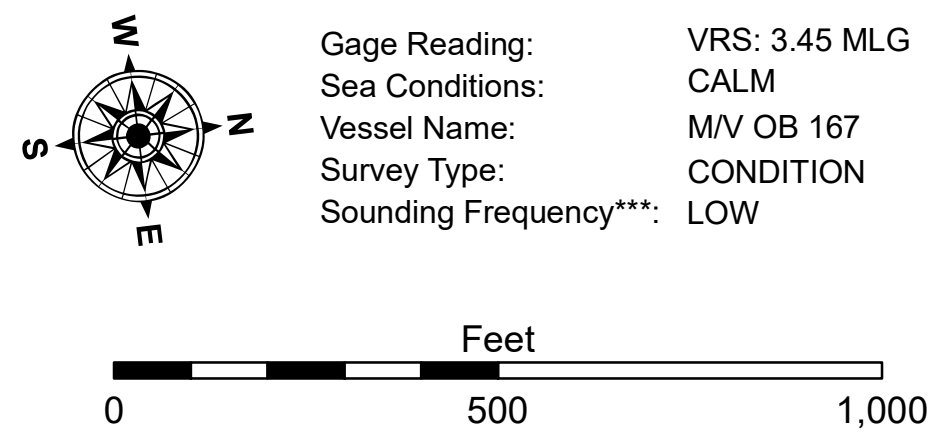 W
N
S
E
Gage Reading: VRS: 3.45 MLG
Sea Conditions: CALM
Vessel Name: M/V OB 167
Survey Type: CONDITION
Sounding Frequency***: LOW
Feet
0 500 1,000